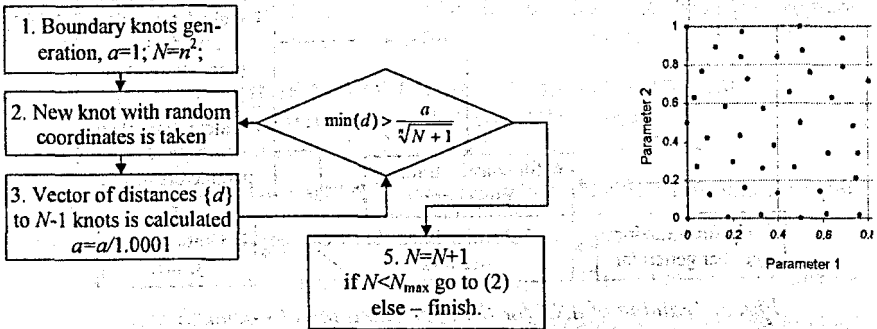 1. Boundary knots gen-
eration, a=1; N=n²;
2. New knot with random
coordinates is taken
3. Vector of distances {d}
to N-1 knots is calculated
a=a/1.0001
min(d) > a / ⁿ√(N+1)
5. N=N+1
if N<Nmax go to (2)
else – finish.
Parameter 2
1
0.8
0.6
0.4
0.2
0
0 0.2 0.4 0.6 0.8
Parameter 1